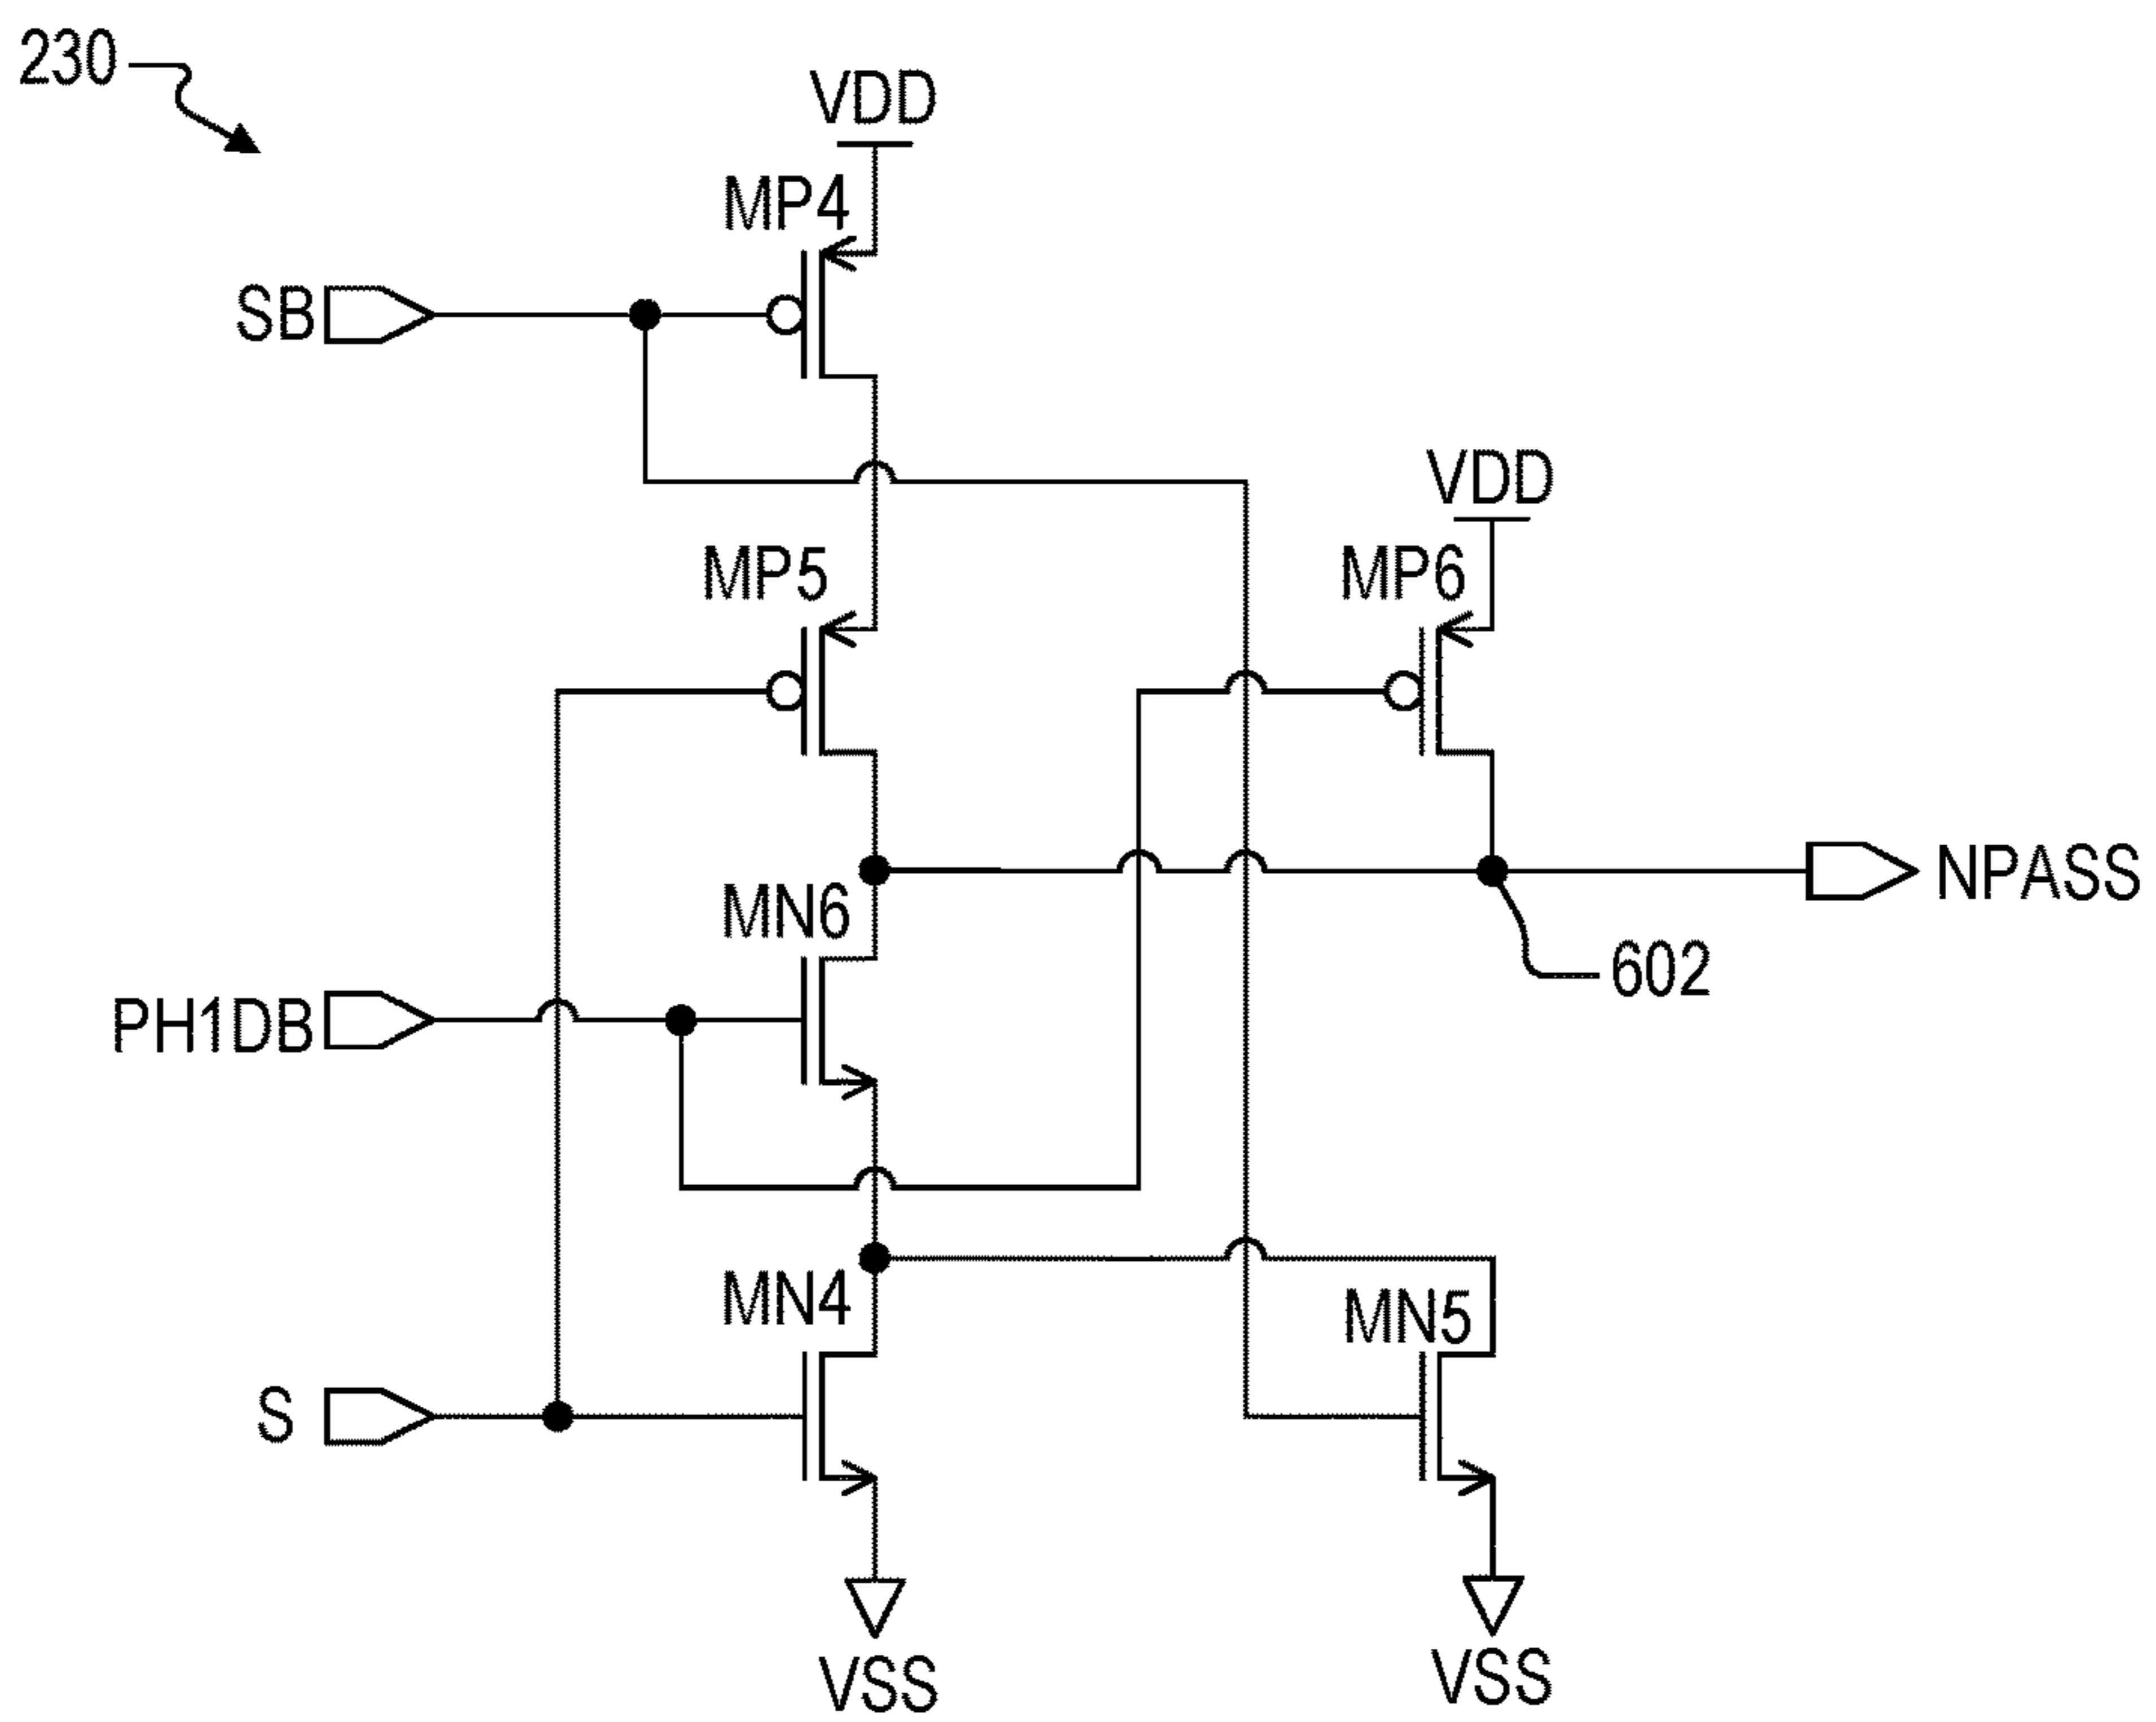 230
VDD
MP4
SB
VDD
MP5
MP6
MN6
NPASS
602
PH1DB
MN4
MN5
S
VSS
VSS